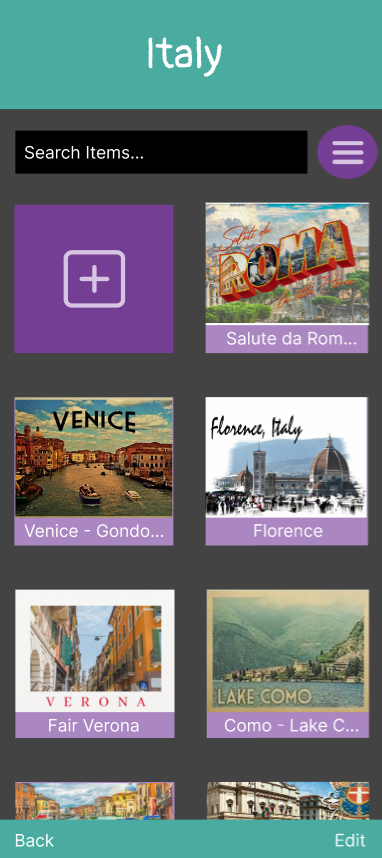 Italy
Search Items...
Salute da
ROMA
Salute da Rom...
VENICE
Venice - Gondo...
Florence, Italy
Florence
VERONA
Fair Verona
LAKE COMO
Como - Lake C...
Back
Edit